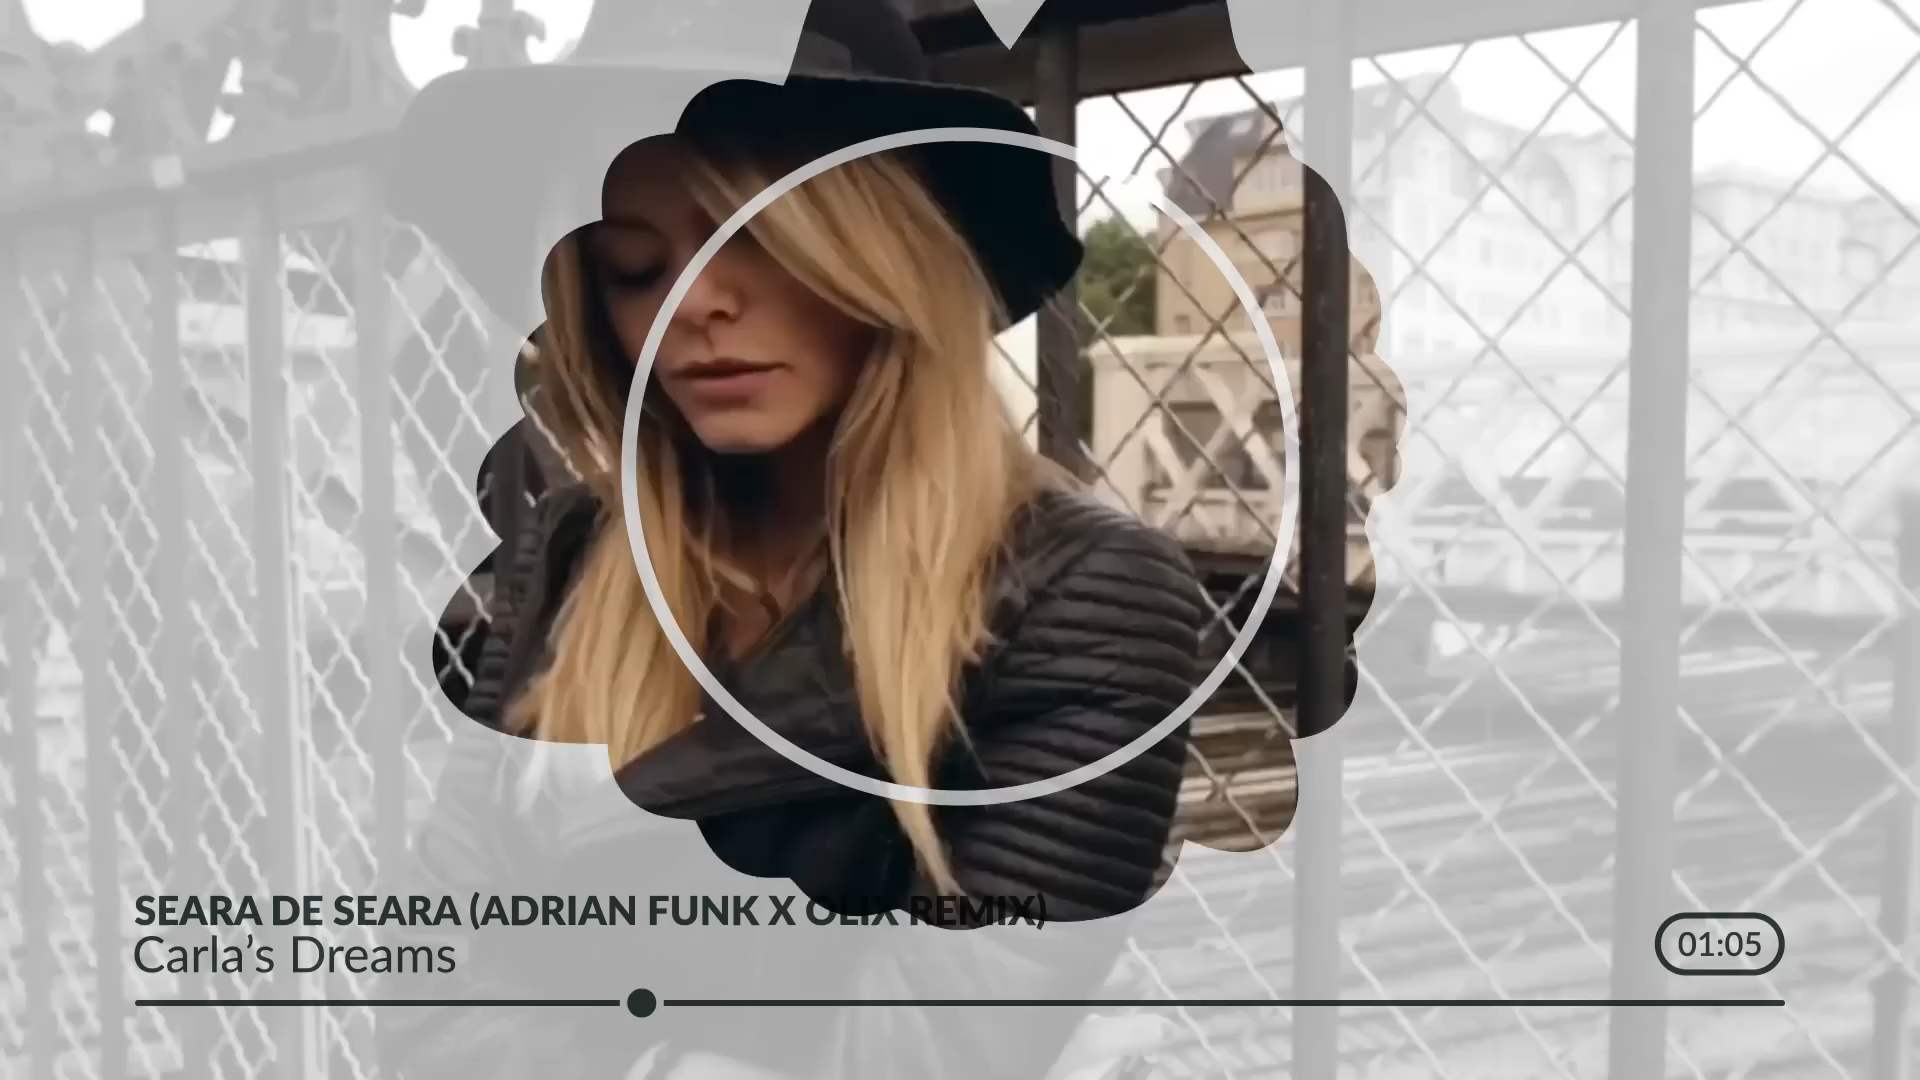 SEARA DE SEARA (ADRIAN FUNK X OLIX REMIX)
Carla’s Dreams
01:05